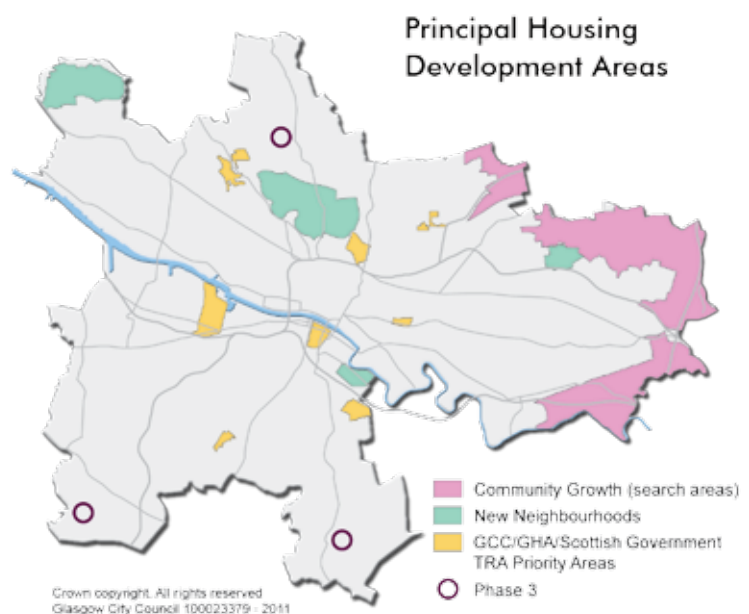 Principal Housing
Development Areas
Community Growth (search areas)
New Neighbourhoods
GCC/GHA/Scottish Government
TRA Priority Areas
Phase 3
Crown copyright. All rights reserved
Glasgow City Council 100023379 - 2011